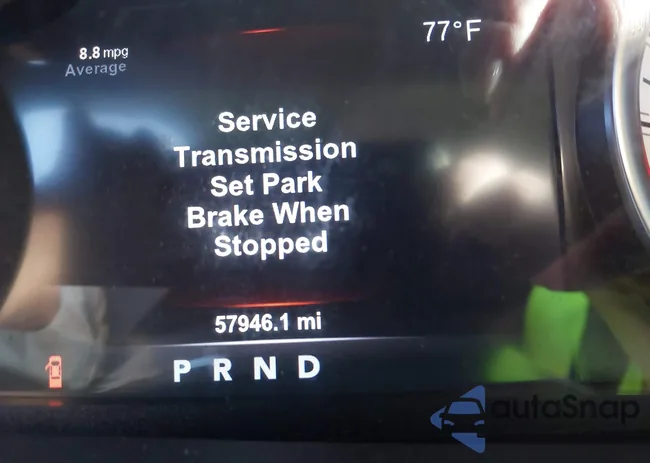 8.8 mpg
Average
77°F
Service
Transmission
Set Park
Brake When
Stopped
57946.1 mi
P R N D
autaSnap